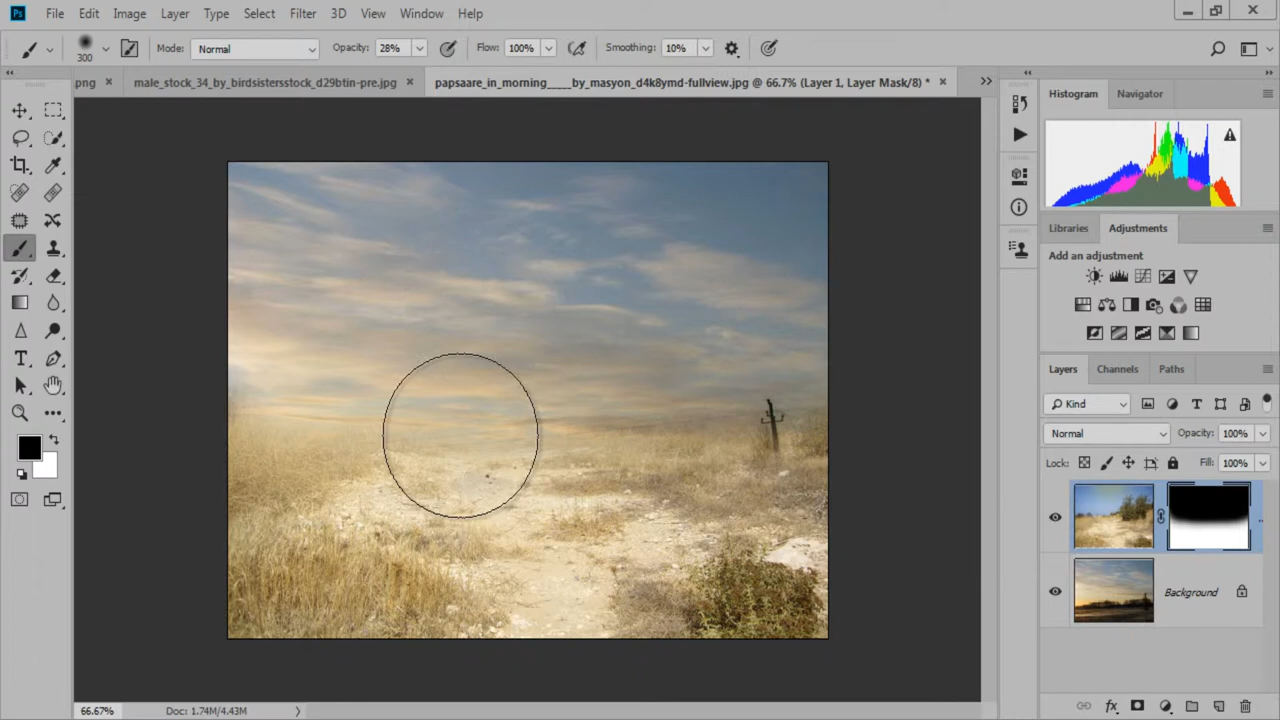 Ps File Edit Image Layer Type Select Filter 3D View Window Help
300 Mode: Normal Opacity: 28% Flow: 100% Smoothing: 10%
png × male_stock_34_by_birdsistersstock_d29btin-pre.jpg × papsaare_in_morning_____by_masyon_d4k8ymd-fullview.jpg @ 66.7% (Layer 1, Layer Mask/8) * ×
Histogram Navigator
Libraries Adjustments
Add an adjustment
Layers Channels Paths
Kind
Normal Opacity: 100%
Lock: Fill: 100%
Background
66.67% Doc: 1.74M/4.43M